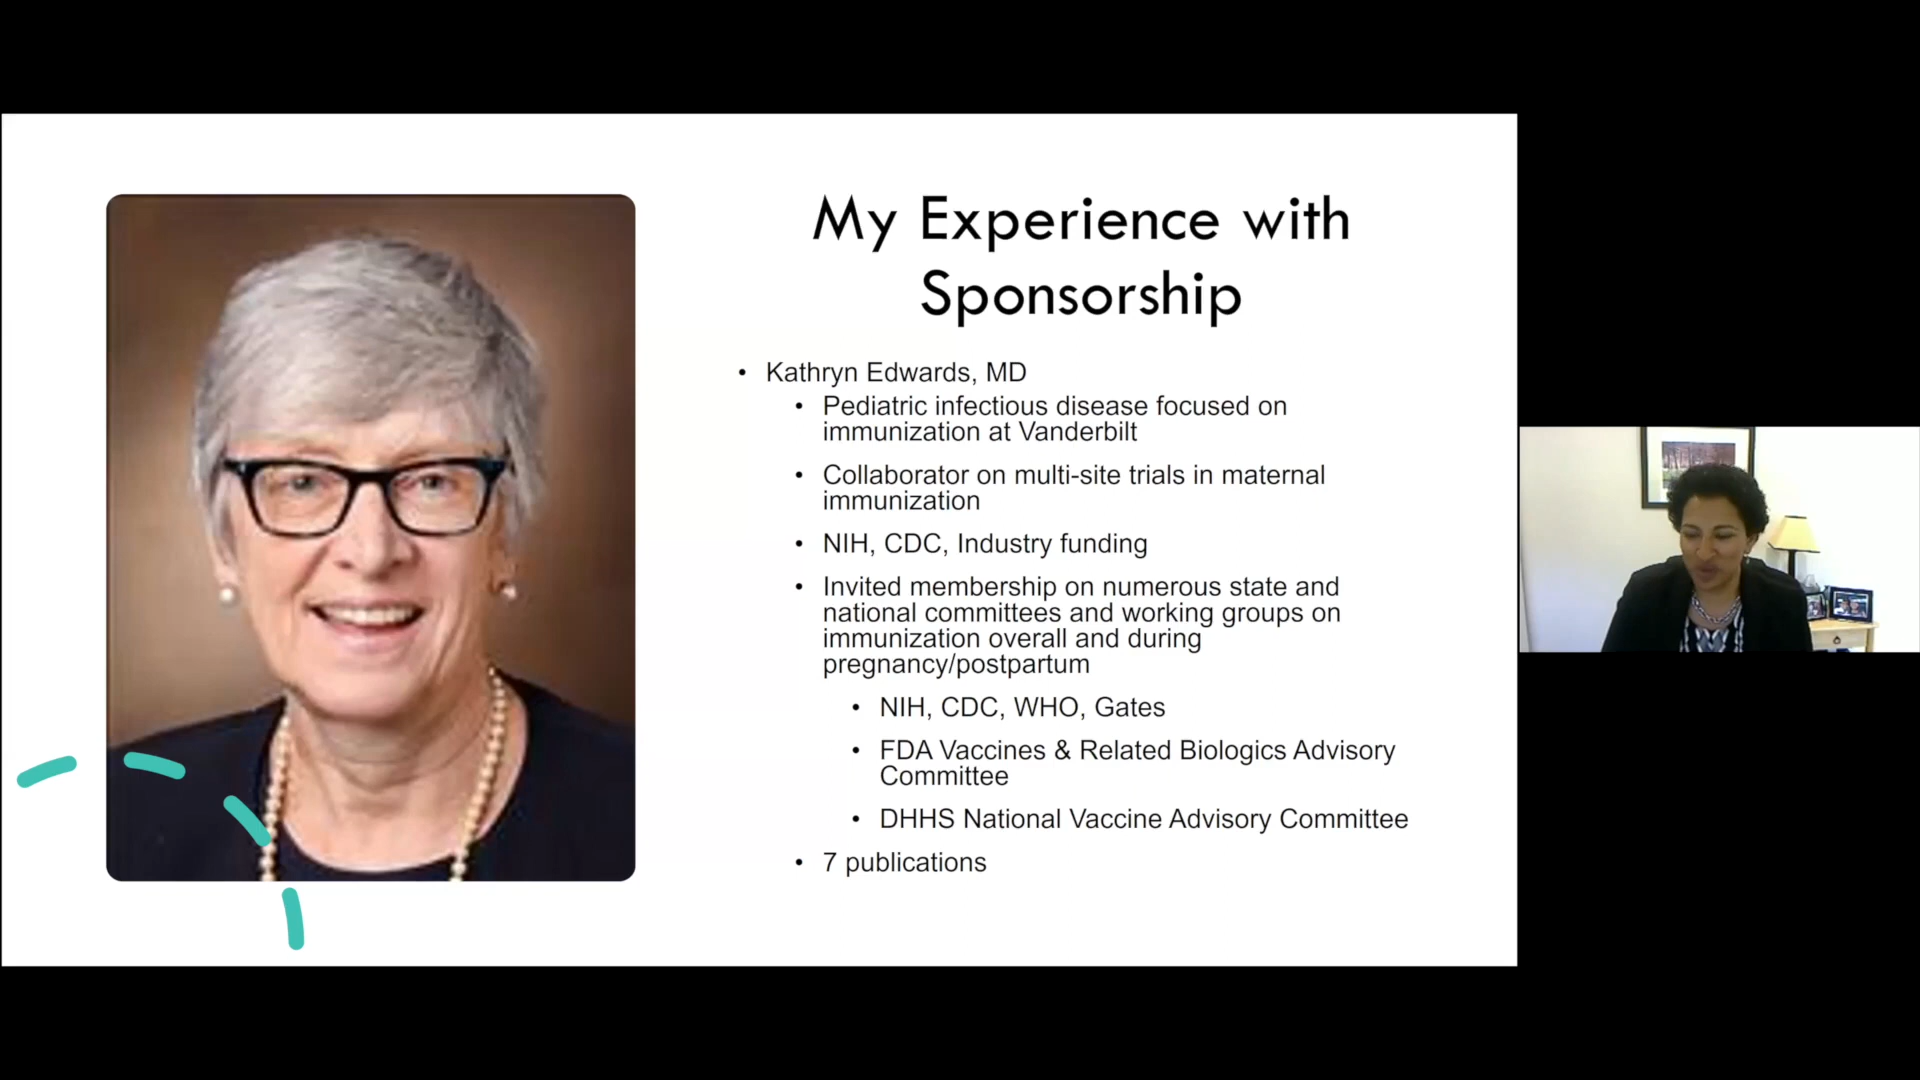 My Experience with
Sponsorship
• Kathryn Edwards, MD
• Pediatric infectious disease focused on
immunization at Vanderbilt
• Collaborator on multi-site trials in maternal
immunization
• NIH, CDC, Industry funding
• Invited membership on numerous state and
national committees and working groups on
immunization overall and during
pregnancy/postpartum
• NIH, CDC, WHO, Gates
• FDA Vaccines & Related Biologics Advisory
Committee
• DHHS National Vaccine Advisory Committee
• 7 publications